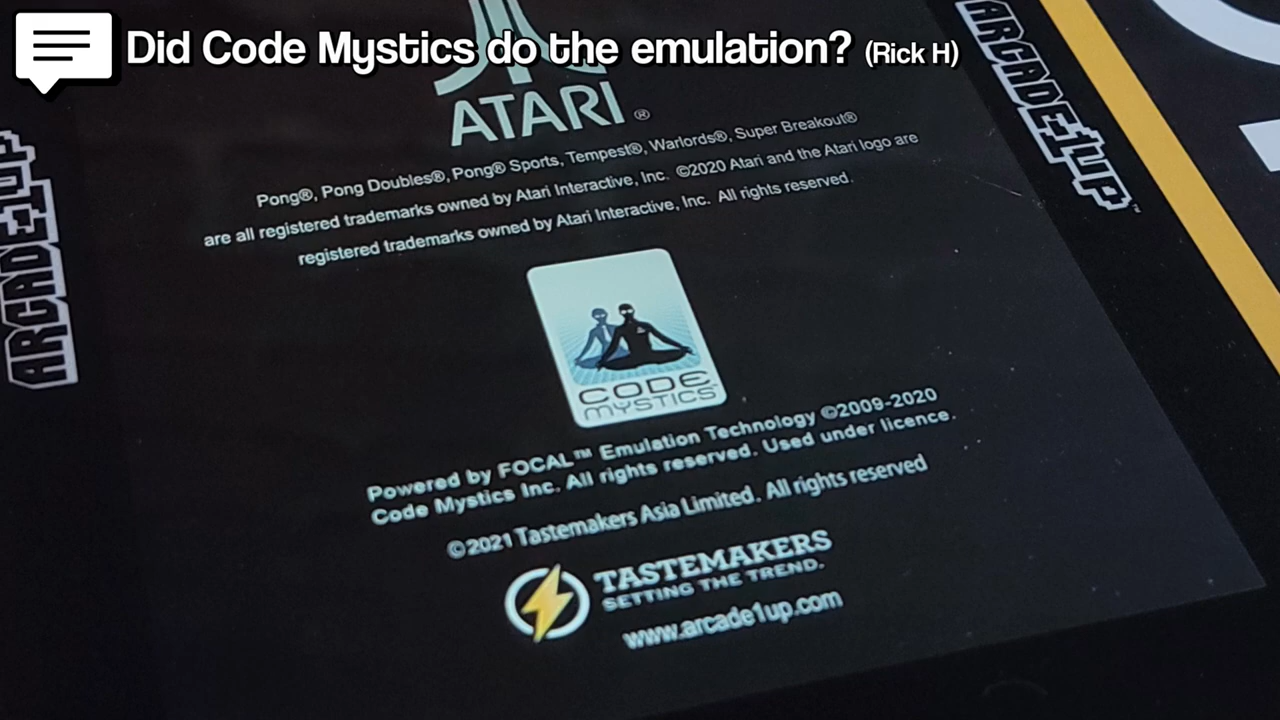 Did Code Mystics do the emulation? (Rick H)
ATARI®
Pong®, Pong Doubles®, Pong® Sports, Tempest®, Warlords®, Super Breakout®
are all registered trademarks owned by Atari Interactive, Inc. ©2020 Atari and the Atari logo are
registered trademarks owned by Atari Interactive, Inc. All rights reserved.
CODE
MYSTICS
Powered by FOCAL™ Emulation Technology ©2009-2020
Code Mystics Inc. All rights reserved. Used under licence.
©2021 Tastemakers Asia Limited. All rights reserved
TASTEMAKERS
SETTING THE TREND.
www.arcade1up.com
ARCADE1UP
ARCADE1UP™